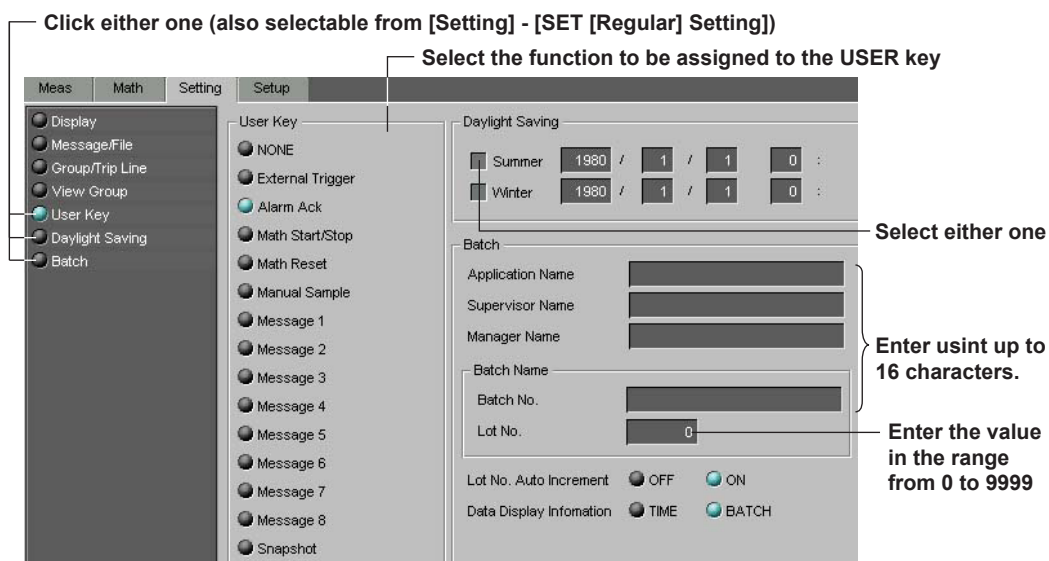 Click either one (also selectable from [Setting] - [SET [Regular] Setting])
Select the function to be assigned to the USER key
Meas Math Setting Setup
Display
Message/File
Group/Trip Line
View Group
User Key
Daylight Saving
Batch
User Key
NONE
External Trigger
Alarm Ack
Math Start/Stop
Math Reset
Manual Sample
Message 1
Message 2
Message 3
Message 4
Message 5
Message 6
Message 7
Message 8
Snapshot
Daylight Saving
Summer 1980 / 1 / 1 0 :
Winter 1980 / 1 / 1 0 :
Select either one
Batch
Application Name
Supervisor Name
Manager Name
Enter usint up to
16 characters.
Batch Name
Batch No.
Lot No. 0
Enter the value
in the range
from 0 to 9999
Lot No. Auto Increment OFF ON
Data Display Infomation TIME BATCH